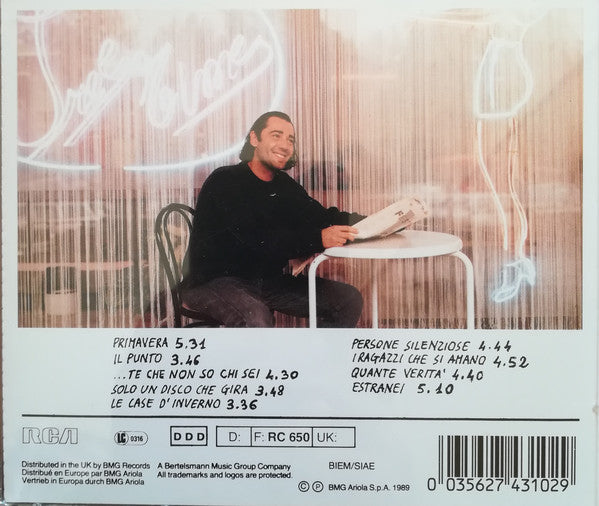 PRIMAVERA 5.31
IL PUNTO 3.46
...TE CHE NON SO CHI SEI 4.30
SOLO UN DISCO CHE GIRA 3.48
LE CASE D'INVERNO 3.36
PERSONE SILENZIOSE 4.44
I RAGAZZI CHE SI AMANO 4.52
QUANTE VERITA' 4.40
ESTRANEI 5.10
RCA
LC 0316
DDD
D: F: RC 650 UK:
Distributed in the UK by BMG Records
Distribué en Europe par BMG Ariola
Vertrieb in Europa durch BMG Ariola
A Bertelsmann Music Group Company
All trademarks and logos are protected.
BIEM/SIAE
© ℗ BMG Ariola S.p.A. 1989
0 035627 431029